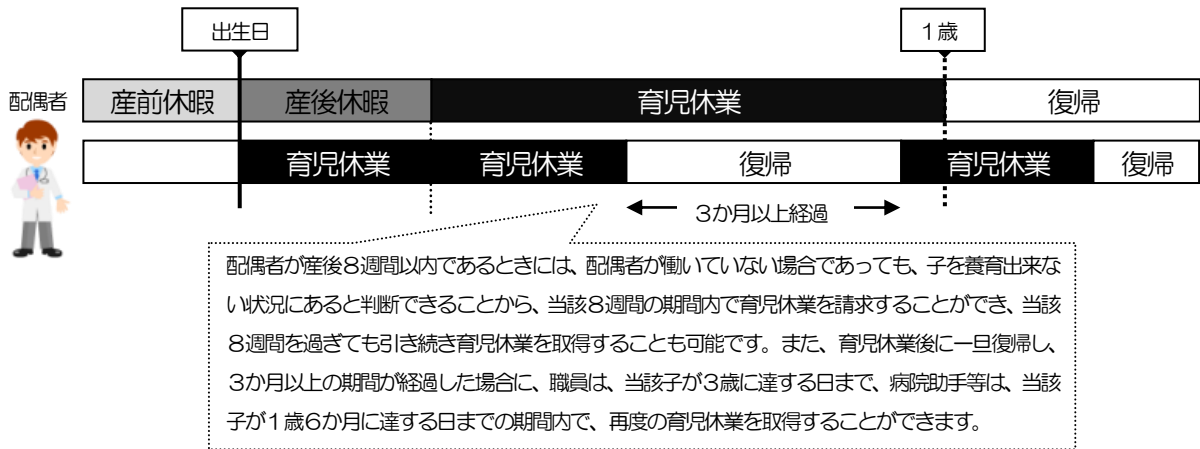 出生日
1歳
配偶者
産前休暇
産後休暇
育児休業
復帰
育児休業
育児休業
復帰
育児休業
復帰
3か月以上経過
配偶者が産後8週間以内であるときには、配偶者が働いていない場合であっても、子を養育出来な
い状況にあると判断できることから、当該8週間の期間内で育児休業を請求することができ、当該
8週間を過ぎても引き続き育児休業を取得することも可能です。また、育児休業後に一旦復帰し、
3か月以上の期間が経過した場合に、職員は、当該子が3歳に達する日まで、病院助手等は、当該
子が1歳6か月に達する日までの期間内で、再度の育児休業を取得することができます。